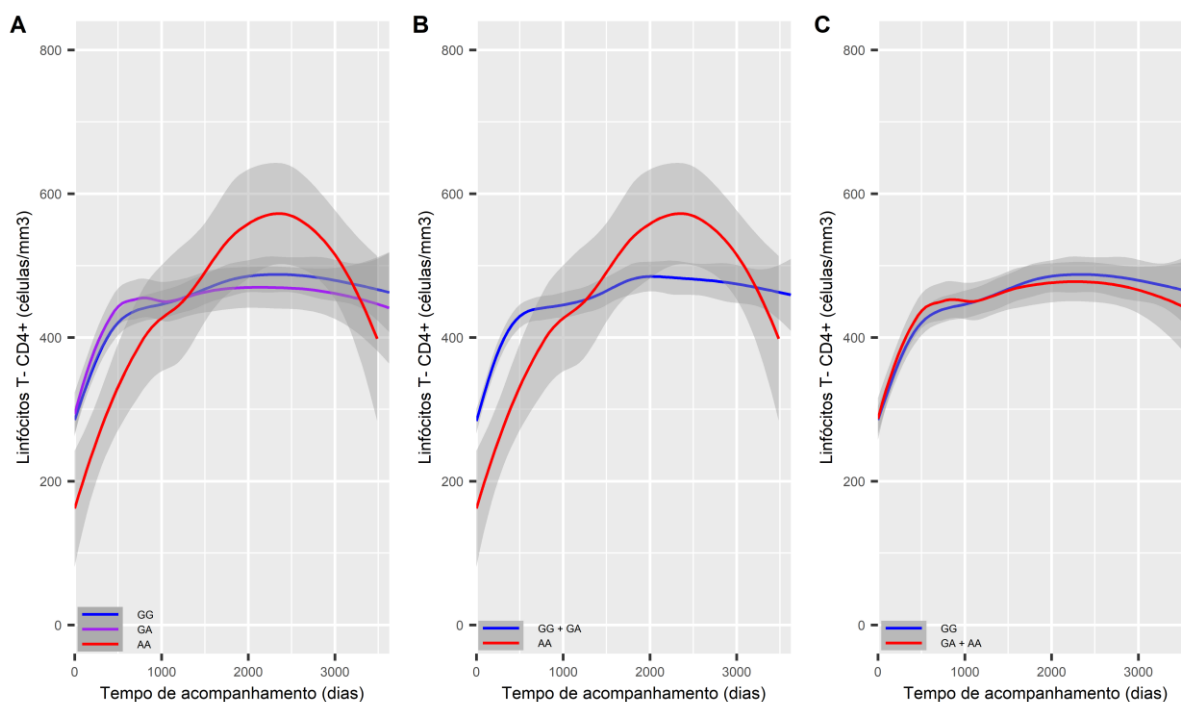 A
800
600
400
200
0
Linfócitos T- CD4+ (células/mm3)
GG
GA
AA
0 1000 2000 3000
Tempo de acompanhamento (dias)
B
800
600
400
200
0
Linfócitos T- CD4+ (células/mm3)
GG + GA
AA
0 1000 2000 3000
Tempo de acompanhamento (dias)
C
800
600
400
200
0
Linfócitos T- CD4+ (células/mm3)
GG
GA + AA
0 1000 2000 3000
Tempo de acompanhamento (dias)